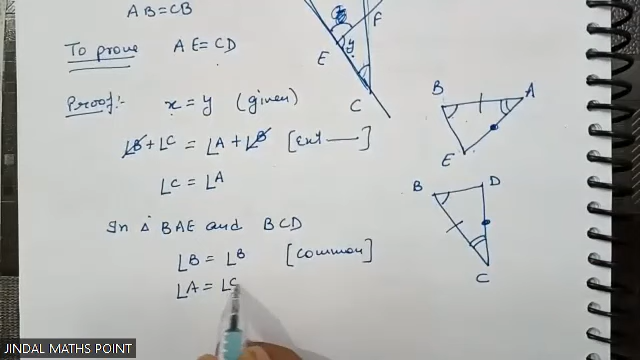 AB=CB
To prove AE=CD
Proof:- x=y (given)
∠B+∠C = ∠A+∠B [Ext —]
∠C = ∠A
In Δ BAE and BCD
∠B = ∠B [common]
∠A = ∠C
F
E
y
C
B
A
E
B
D
C
JINDAL MATHS POINT